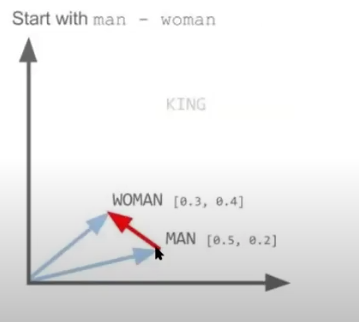 Start with man - woman
KING
WOMAN [0.3, 0.4]
MAN [0.5, 0.2]